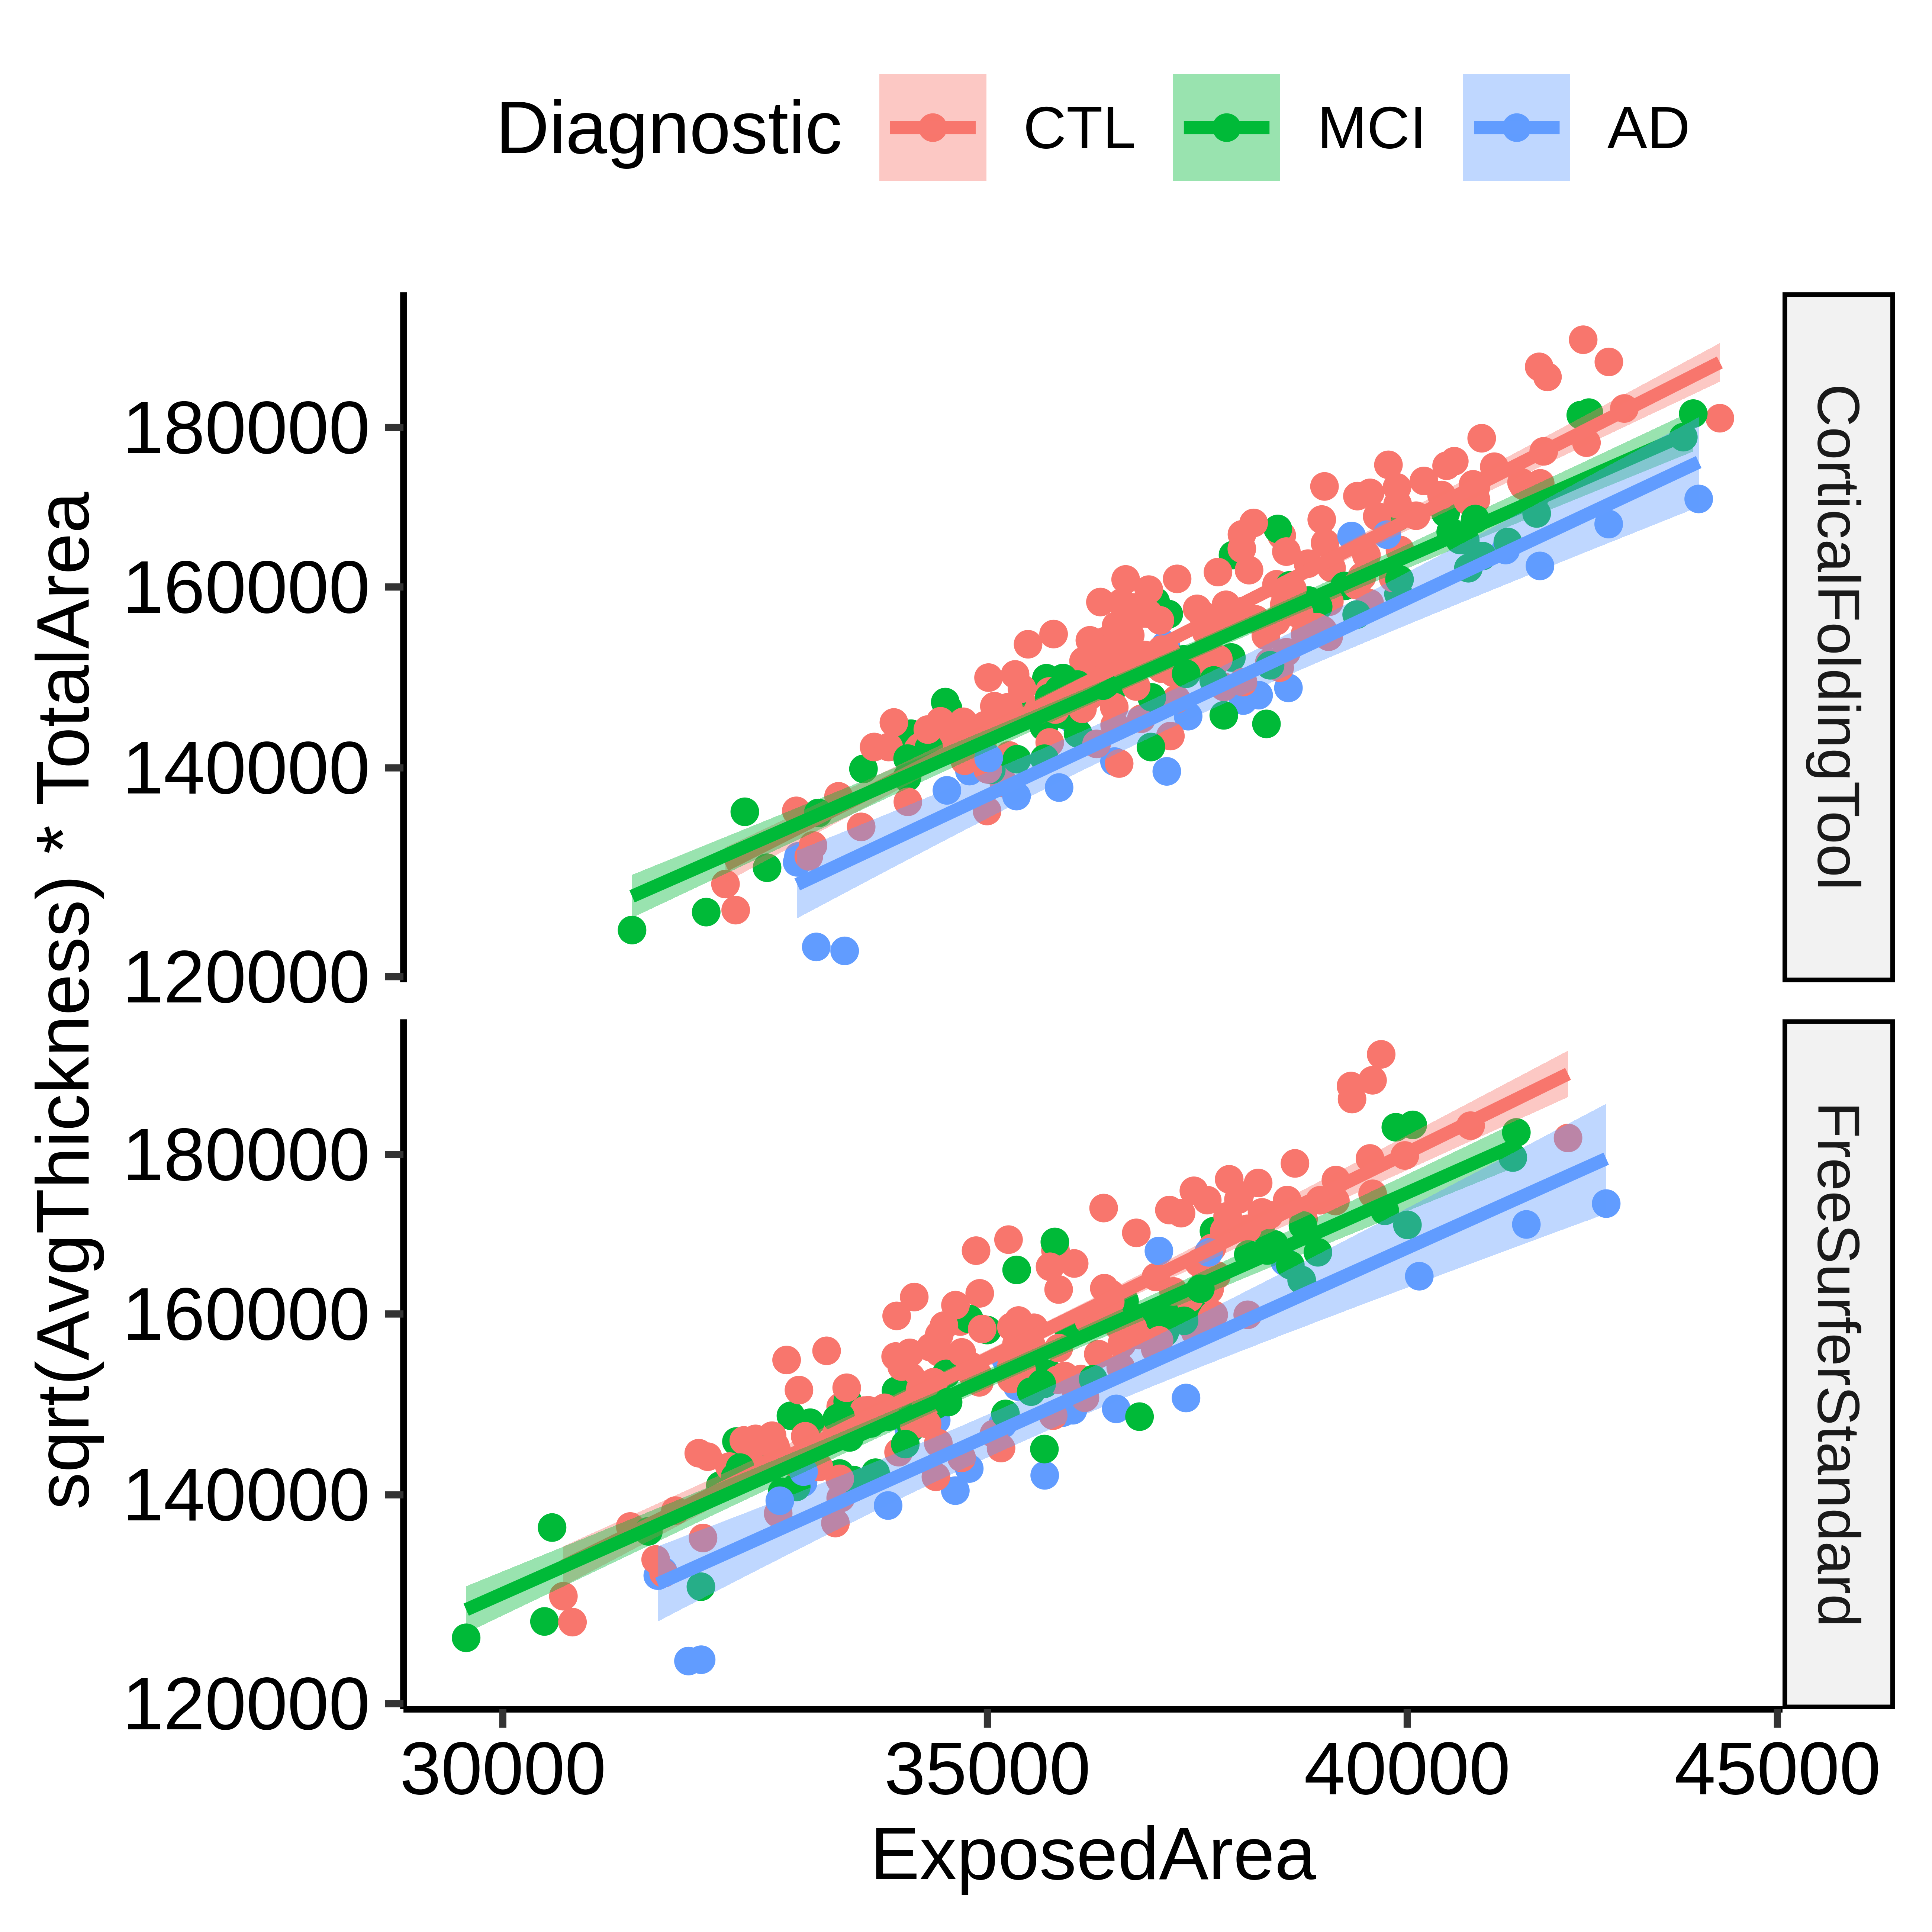 Diagnostic CTL MCI AD
sqrt(AvgThickness) * TotalArea
180000
160000
140000
120000
CorticalFoldingTool
180000
160000
140000
120000
FreeSurferStandard
30000 35000 40000 45000
ExposedArea